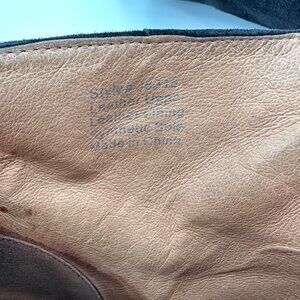 Style#
Leather Upper
Leather Lining
Synthetic Sole
Made in China